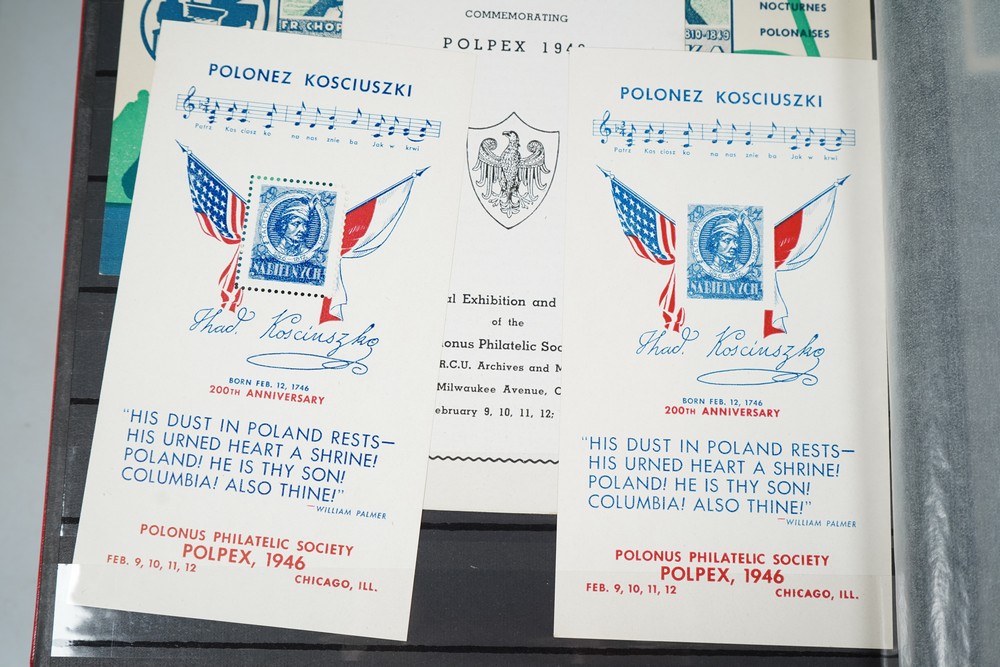 FR. CHOP
COMMEMORATING
POLPEX 194
NOCTURNES
POLONAISES
310-1849
al Exhibition and
of the
onus Philatelic Soc
R.C.U. Archives and M
Milwaukee Avenue, C
ebruary 9, 10, 11, 12;
POLONEZ KOSCIUSZKI
Patrz Kos ciusz ko na nas znie ba Jak w krwi
NABIELNYCH
Thad. Kosciuszko
BORN FEB. 12, 1746
200TH ANNIVERSARY
"HIS DUST IN POLAND RESTS—
HIS URNED HEART A SHRINE!
POLAND! HE IS THY SON!
COLUMBIA! ALSO THINE!"
—WILLIAM PALMER
POLONUS PHILATELIC SOCIETY
POLPEX, 1946
FEB. 9, 10, 11, 12
CHICAGO, ILL.
POLONEZ KOSCIUSZKI
Patrz Kos ciusz ko na nas znie ba Jak w krwi
NABIELNYCH
Thad. Kosciuszko
BORN FEB. 12, 1746
200TH ANNIVERSARY
"HIS DUST IN POLAND RESTS—
HIS URNED HEART A SHRINE!
POLAND! HE IS THY SON!
COLUMBIA! ALSO THINE!"
—WILLIAM PALMER
POLONUS PHILATELIC SOCIETY
POLPEX, 1946
FEB. 9, 10, 11, 12
CHICAGO, ILL.